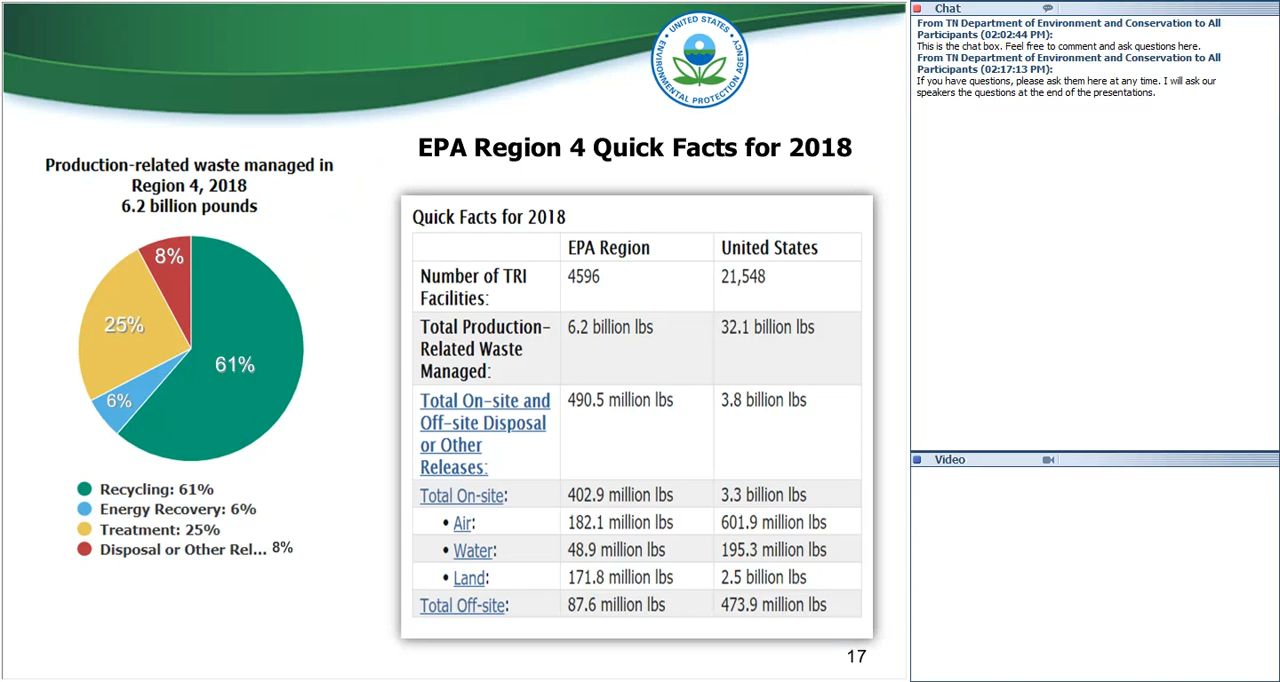 UNITED STATES
ENVIRONMENTAL PROTECTION AGENCY
EPA Region 4 Quick Facts for 2018
Production-related waste managed in
Region 4, 2018
6.2 billion pounds
8%
25%
61%
6%
Recycling: 61%
Energy Recovery: 6%
Treatment: 25%
Disposal or Other Rel... 8%
Quick Facts for 2018
EPA Region United States
Number of TRI 4596 21,548
Facilities:
Total Production- 6.2 billion lbs 32.1 billion lbs
Related Waste
Managed:
Total On-site and 490.5 million lbs 3.8 billion lbs
Off-site Disposal
or Other
Releases:
Total On-site: 402.9 million lbs 3.3 billion lbs
• Air: 182.1 million lbs 601.9 million lbs
• Water: 48.9 million lbs 195.3 million lbs
• Land: 171.8 million lbs 2.5 billion lbs
Total Off-site: 87.6 million lbs 473.9 million lbs
17
Chat
From TN Department of Environment and Conservation to All
Participants (02:02:44 PM):
This is the chat box. Feel free to comment and ask questions here.
From TN Department of Environment and Conservation to All
Participants (02:17:13 PM):
If you have questions, please ask them here at any time. I will ask our
speakers the questions at the end of the presentations.
Video